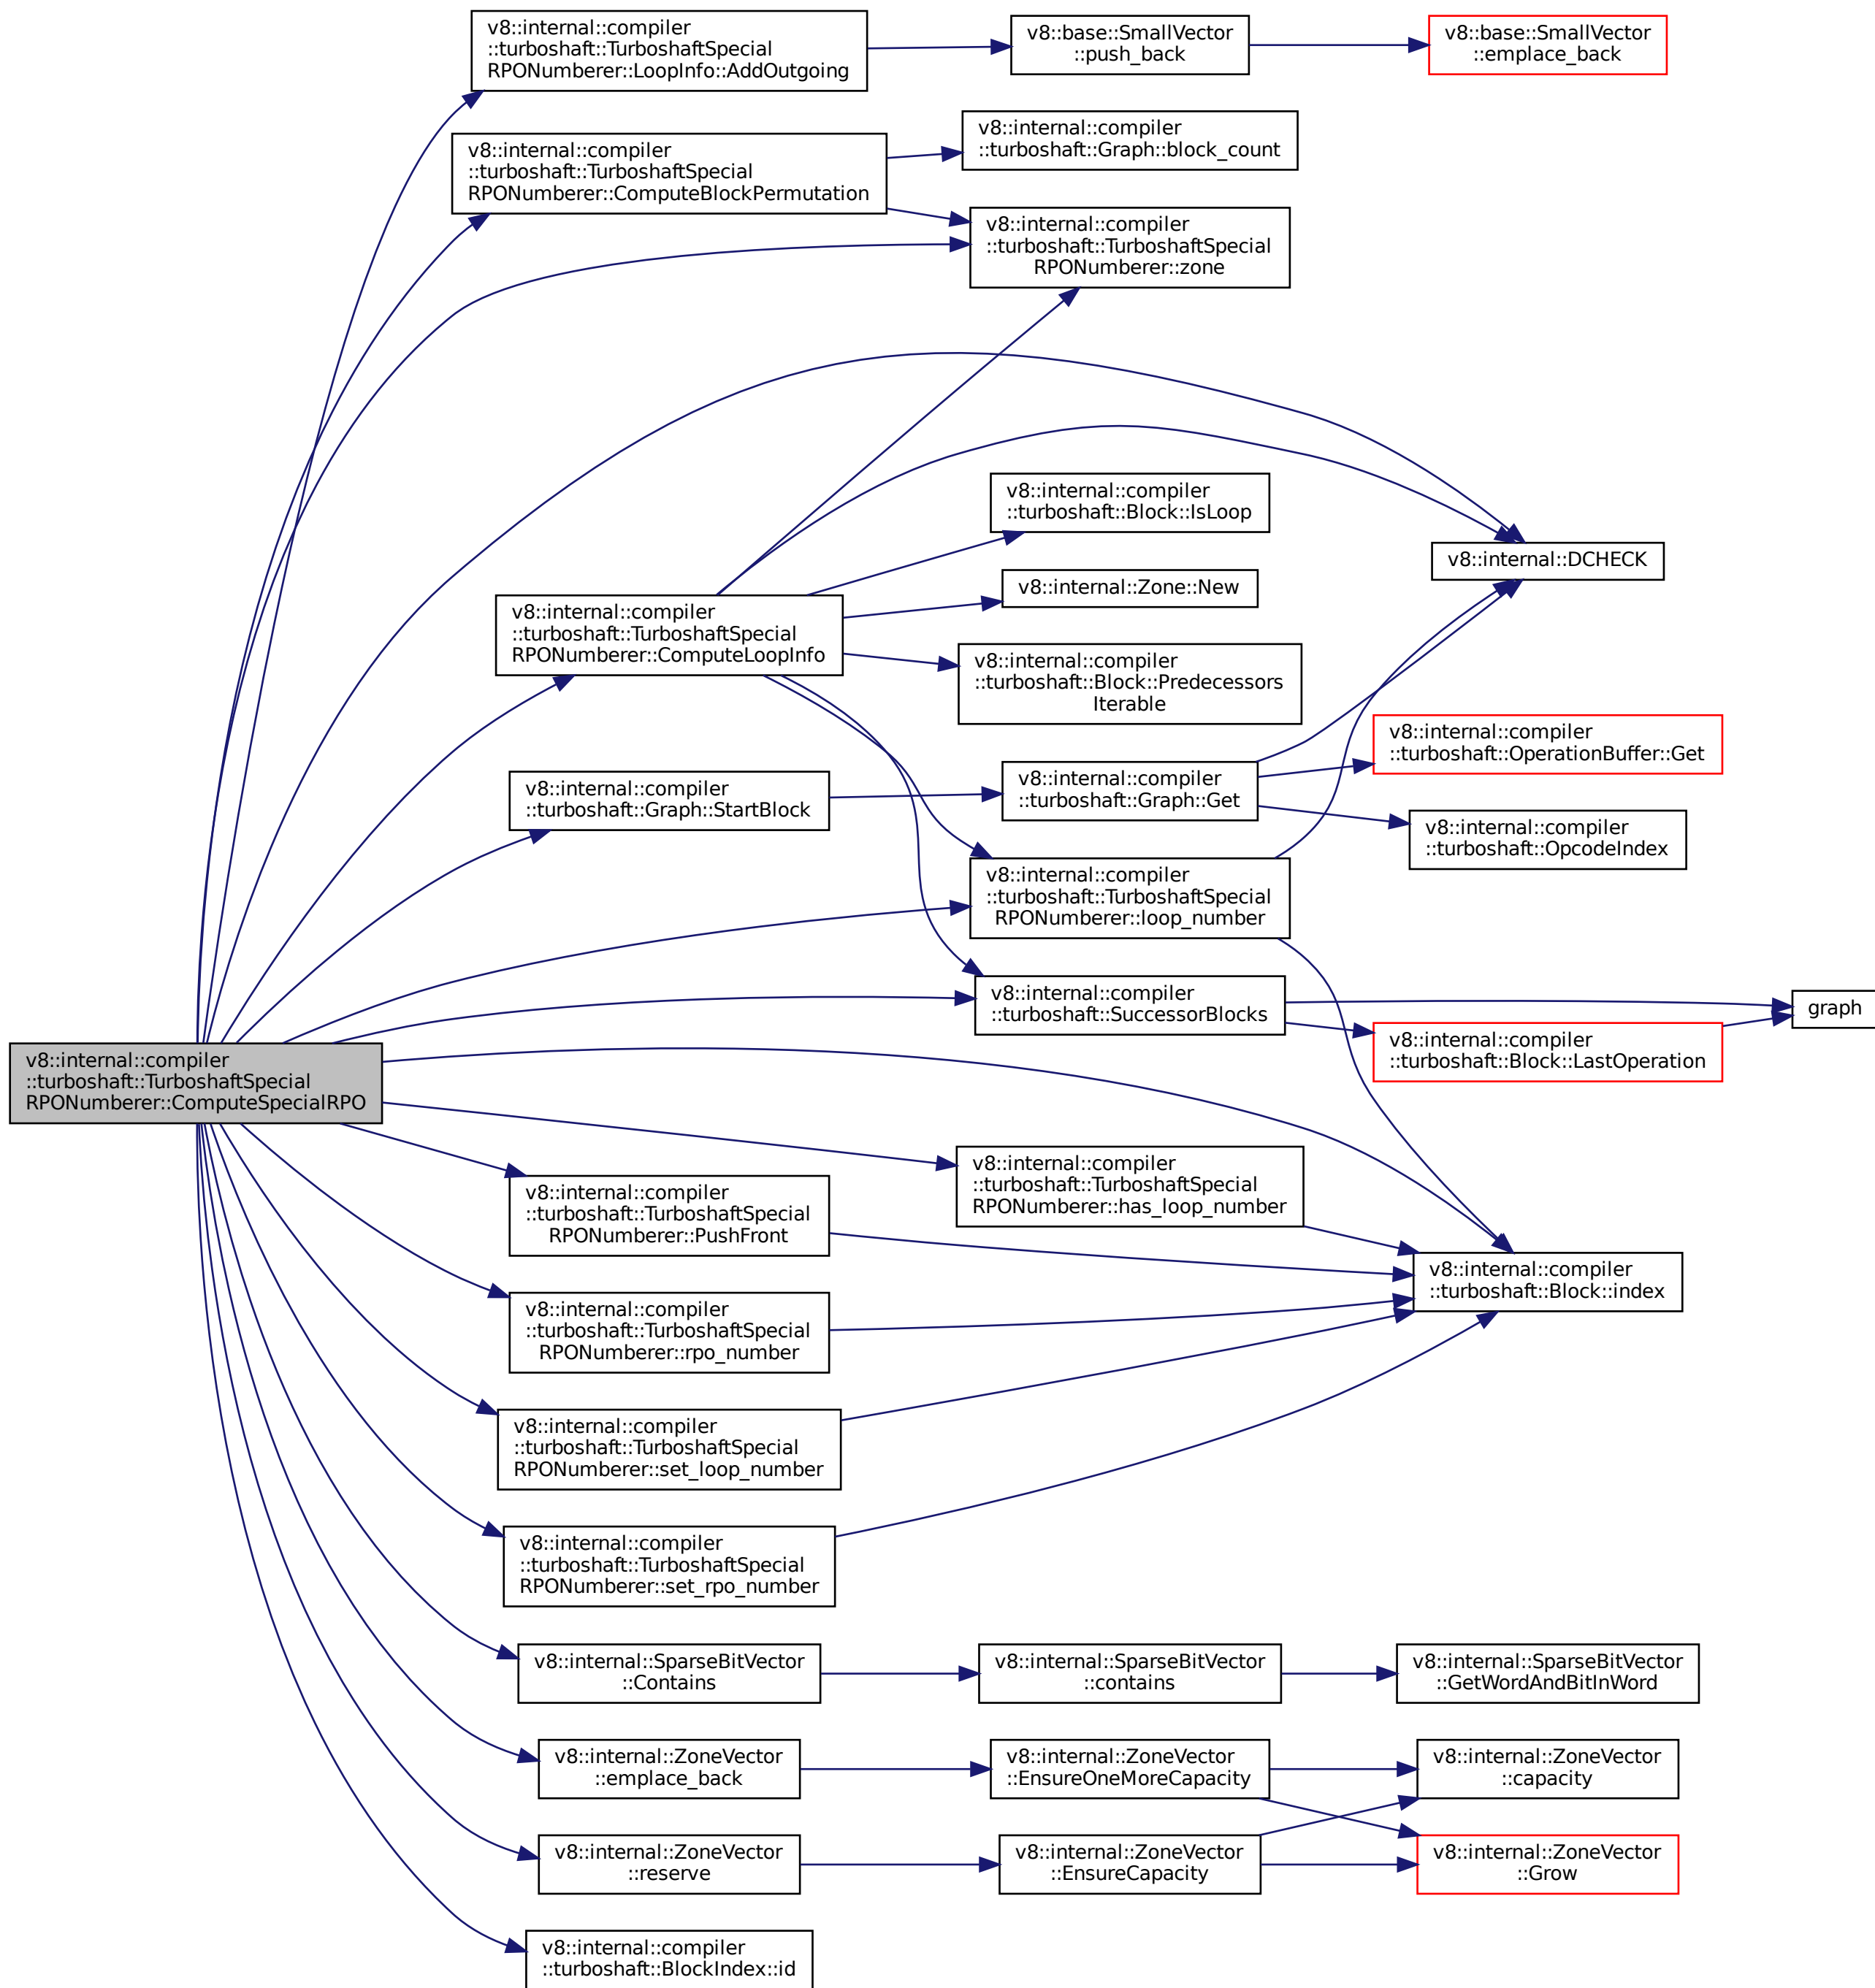 v8::internal::compiler
::turboshaft::TurboshaftSpecial
RPONumberer::LoopInfo::AddOutgoing
v8::base::SmallVector
::push_back
v8::base::SmallVector
::emplace_back
v8::internal::compiler
::turboshaft::Graph::block_count
v8::internal::compiler
::turboshaft::TurboshaftSpecial
RPONumberer::ComputeBlockPermutation
v8::internal::compiler
::turboshaft::TurboshaftSpecial
RPONumberer::zone
v8::internal::compiler
::turboshaft::Block::IsLoop
v8::internal::DCHECK
v8::internal::Zone::New
v8::internal::compiler
::turboshaft::TurboshaftSpecial
RPONumberer::ComputeLoopInfo
v8::internal::compiler
::turboshaft::Block::Predecessors
Iterable
v8::internal::compiler
::turboshaft::OperationBuffer::Get
v8::internal::compiler
::turboshaft::Graph::StartBlock
v8::internal::compiler
::turboshaft::Graph::Get
v8::internal::compiler
::turboshaft::OpcodeIndex
v8::internal::compiler
::turboshaft::TurboshaftSpecial
RPONumberer::loop_number
v8::internal::compiler
::turboshaft::SuccessorBlocks
graph
v8::internal::compiler
::turboshaft::Block::LastOperation
v8::internal::compiler
::turboshaft::TurboshaftSpecial
RPONumberer::ComputeSpecialRPO
v8::internal::compiler
::turboshaft::TurboshaftSpecial
RPONumberer::has_loop_number
v8::internal::compiler
::turboshaft::TurboshaftSpecial
RPONumberer::PushFront
v8::internal::compiler
::turboshaft::Block::index
v8::internal::compiler
::turboshaft::TurboshaftSpecial
RPONumberer::rpo_number
v8::internal::compiler
::turboshaft::TurboshaftSpecial
RPONumberer::set_loop_number
v8::internal::compiler
::turboshaft::TurboshaftSpecial
RPONumberer::set_rpo_number
v8::internal::SparseBitVector
::Contains
v8::internal::SparseBitVector
::contains
v8::internal::SparseBitVector
::GetWordAndBitInWord
v8::internal::ZoneVector
::emplace_back
v8::internal::ZoneVector
::EnsureOneMoreCapacity
v8::internal::ZoneVector
::capacity
v8::internal::ZoneVector
::reserve
v8::internal::ZoneVector
::EnsureCapacity
v8::internal::ZoneVector
::Grow
v8::internal::compiler
::turboshaft::BlockIndex::id